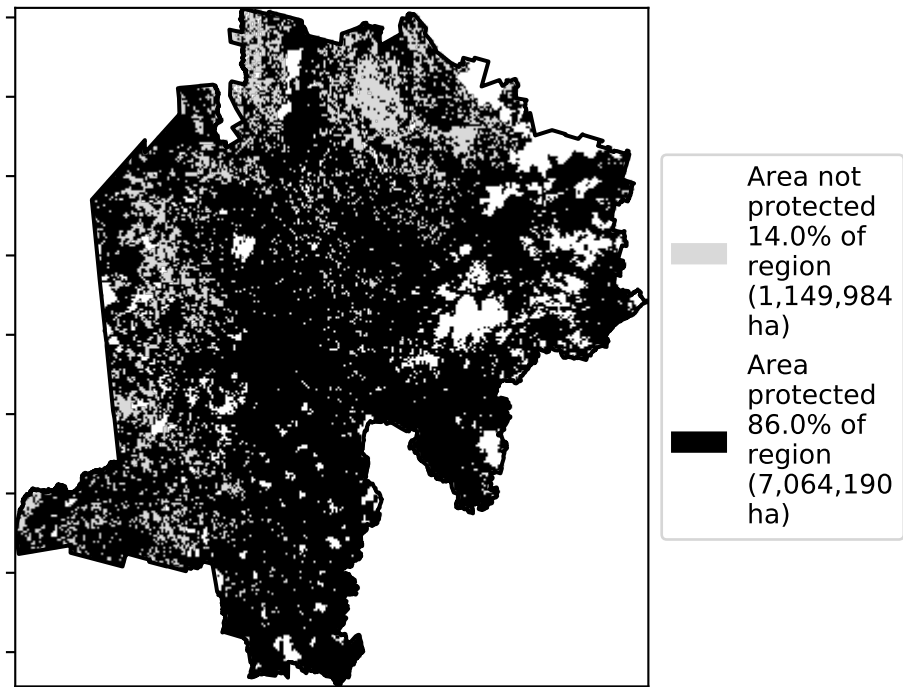 Area not
protected
14.0% of
region
(1,149,984
ha)
Area
protected
86.0% of
region
(7,064,190
ha)